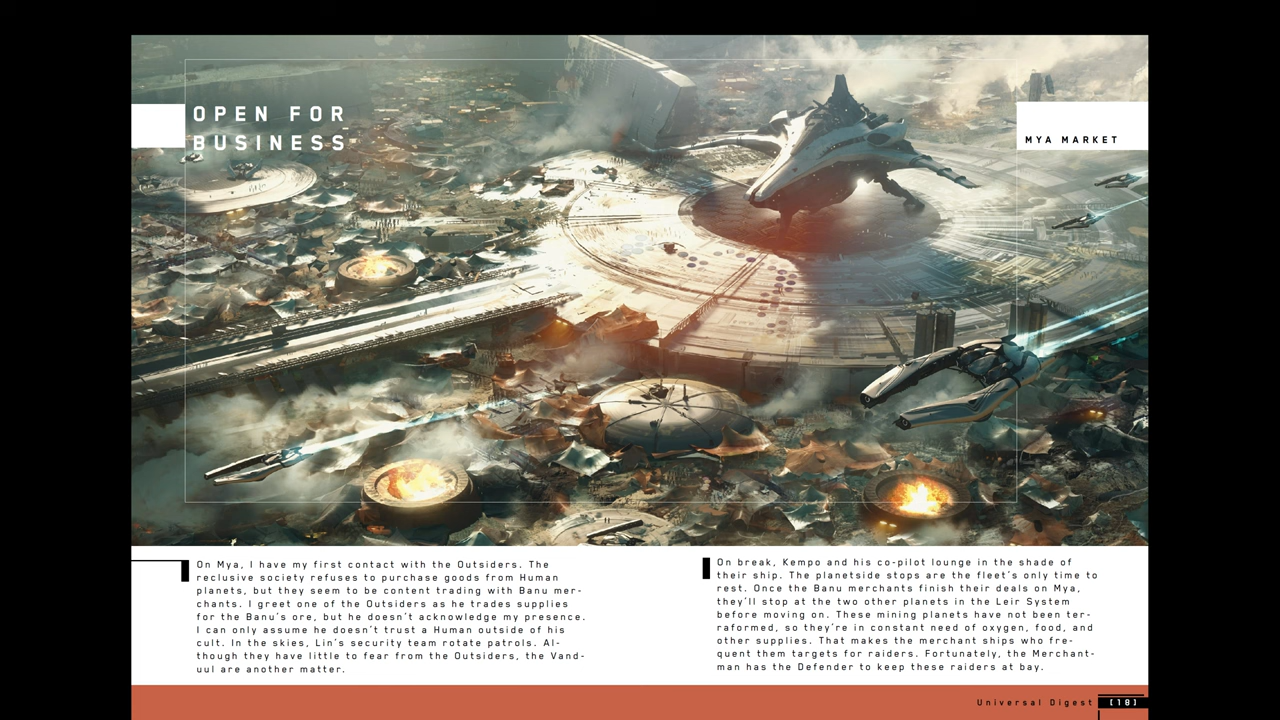 OPEN FOR
BUSINESS
MYA MARKET
On Mya, I have my first contact with the Outsiders. The
reclusive society refuses to purchase goods from Human
planets, but they seem to be content trading with Banu mer-
chants. I greet one of the Outsiders as he trades supplies
for the Banu's ore, but he doesn't acknowledge my presence.
I can only assume he doesn't trust a Human outside of his
cult. In the skies, Lin's security team rotate patrols. Al-
though they have little to fear from the Outsiders, the Vand-
uul are another matter.
On break, Kempo and his co-pilot lounge in the shade of
their ship. The planetside stops are the fleet's only time to
rest. Once the Banu merchants finish their deals on Mya,
they'll stop at the two other planets in the Leir System
before moving on. These mining planets have not been ter-
raformed, so they're in constant need of oxygen, food, and
other supplies. That makes the merchant ships who fre-
quent them targets for raiders. Fortunately, the Merchant-
man has the Defender to keep these raiders at bay.
Universal Digest [18]